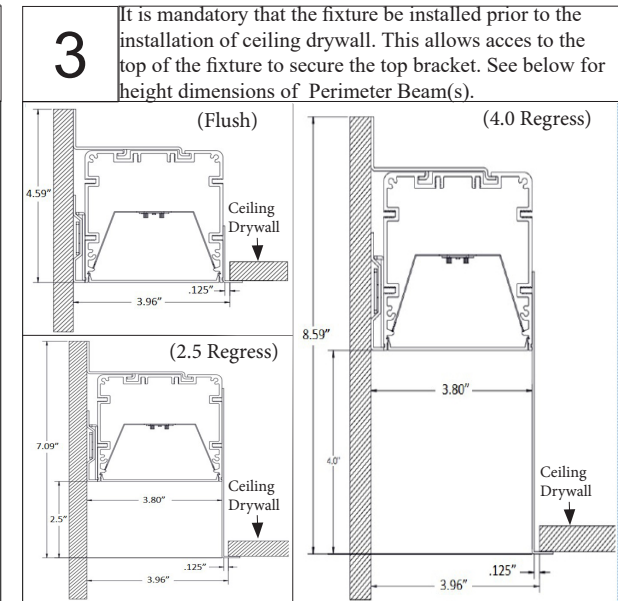 3
It is mandatory that the fixture be installed prior to the
installation of ceiling drywall. This allows acces to the
top of the fixture to secure the top bracket. See below for
height dimensions of Perimeter Beam(s).
(Flush)
4.59"
Ceiling
Drywall
.125"
3.96"
(2.5 Regress)
7.09"
3.80"
2.5"
Ceiling
Drywall
.125"
3.96"
(4.0 Regress)
8.59"
3.80"
4.0"
Ceiling
Drywall
.125"
3.96"